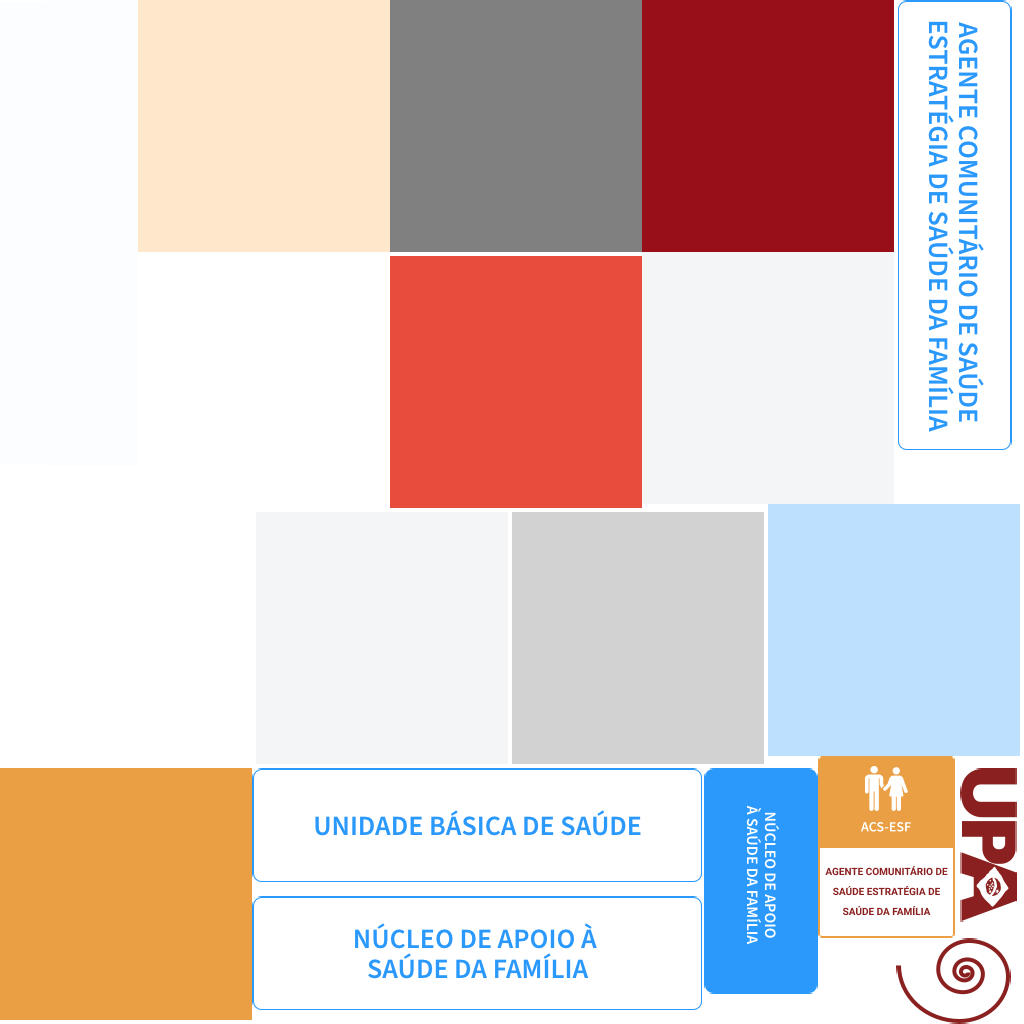 AGENTE COMUNITÁRIO DE SAÚDE
ESTRATÉGIA DE SAÚDE DA FAMÍLIA
UNIDADE BÁSICA DE SAÚDE
NÚCLEO DE APOIO À
SAÚDE DA FAMÍLIA
NÚCLEO DE APOIO
À SAÚDE DA FAMÍLIA
ACS-ESF
AGENTE COMUNITÁRIO DE
SAÚDE ESTRATÉGIA DE
SAÚDE DA FAMÍLIA
UPA